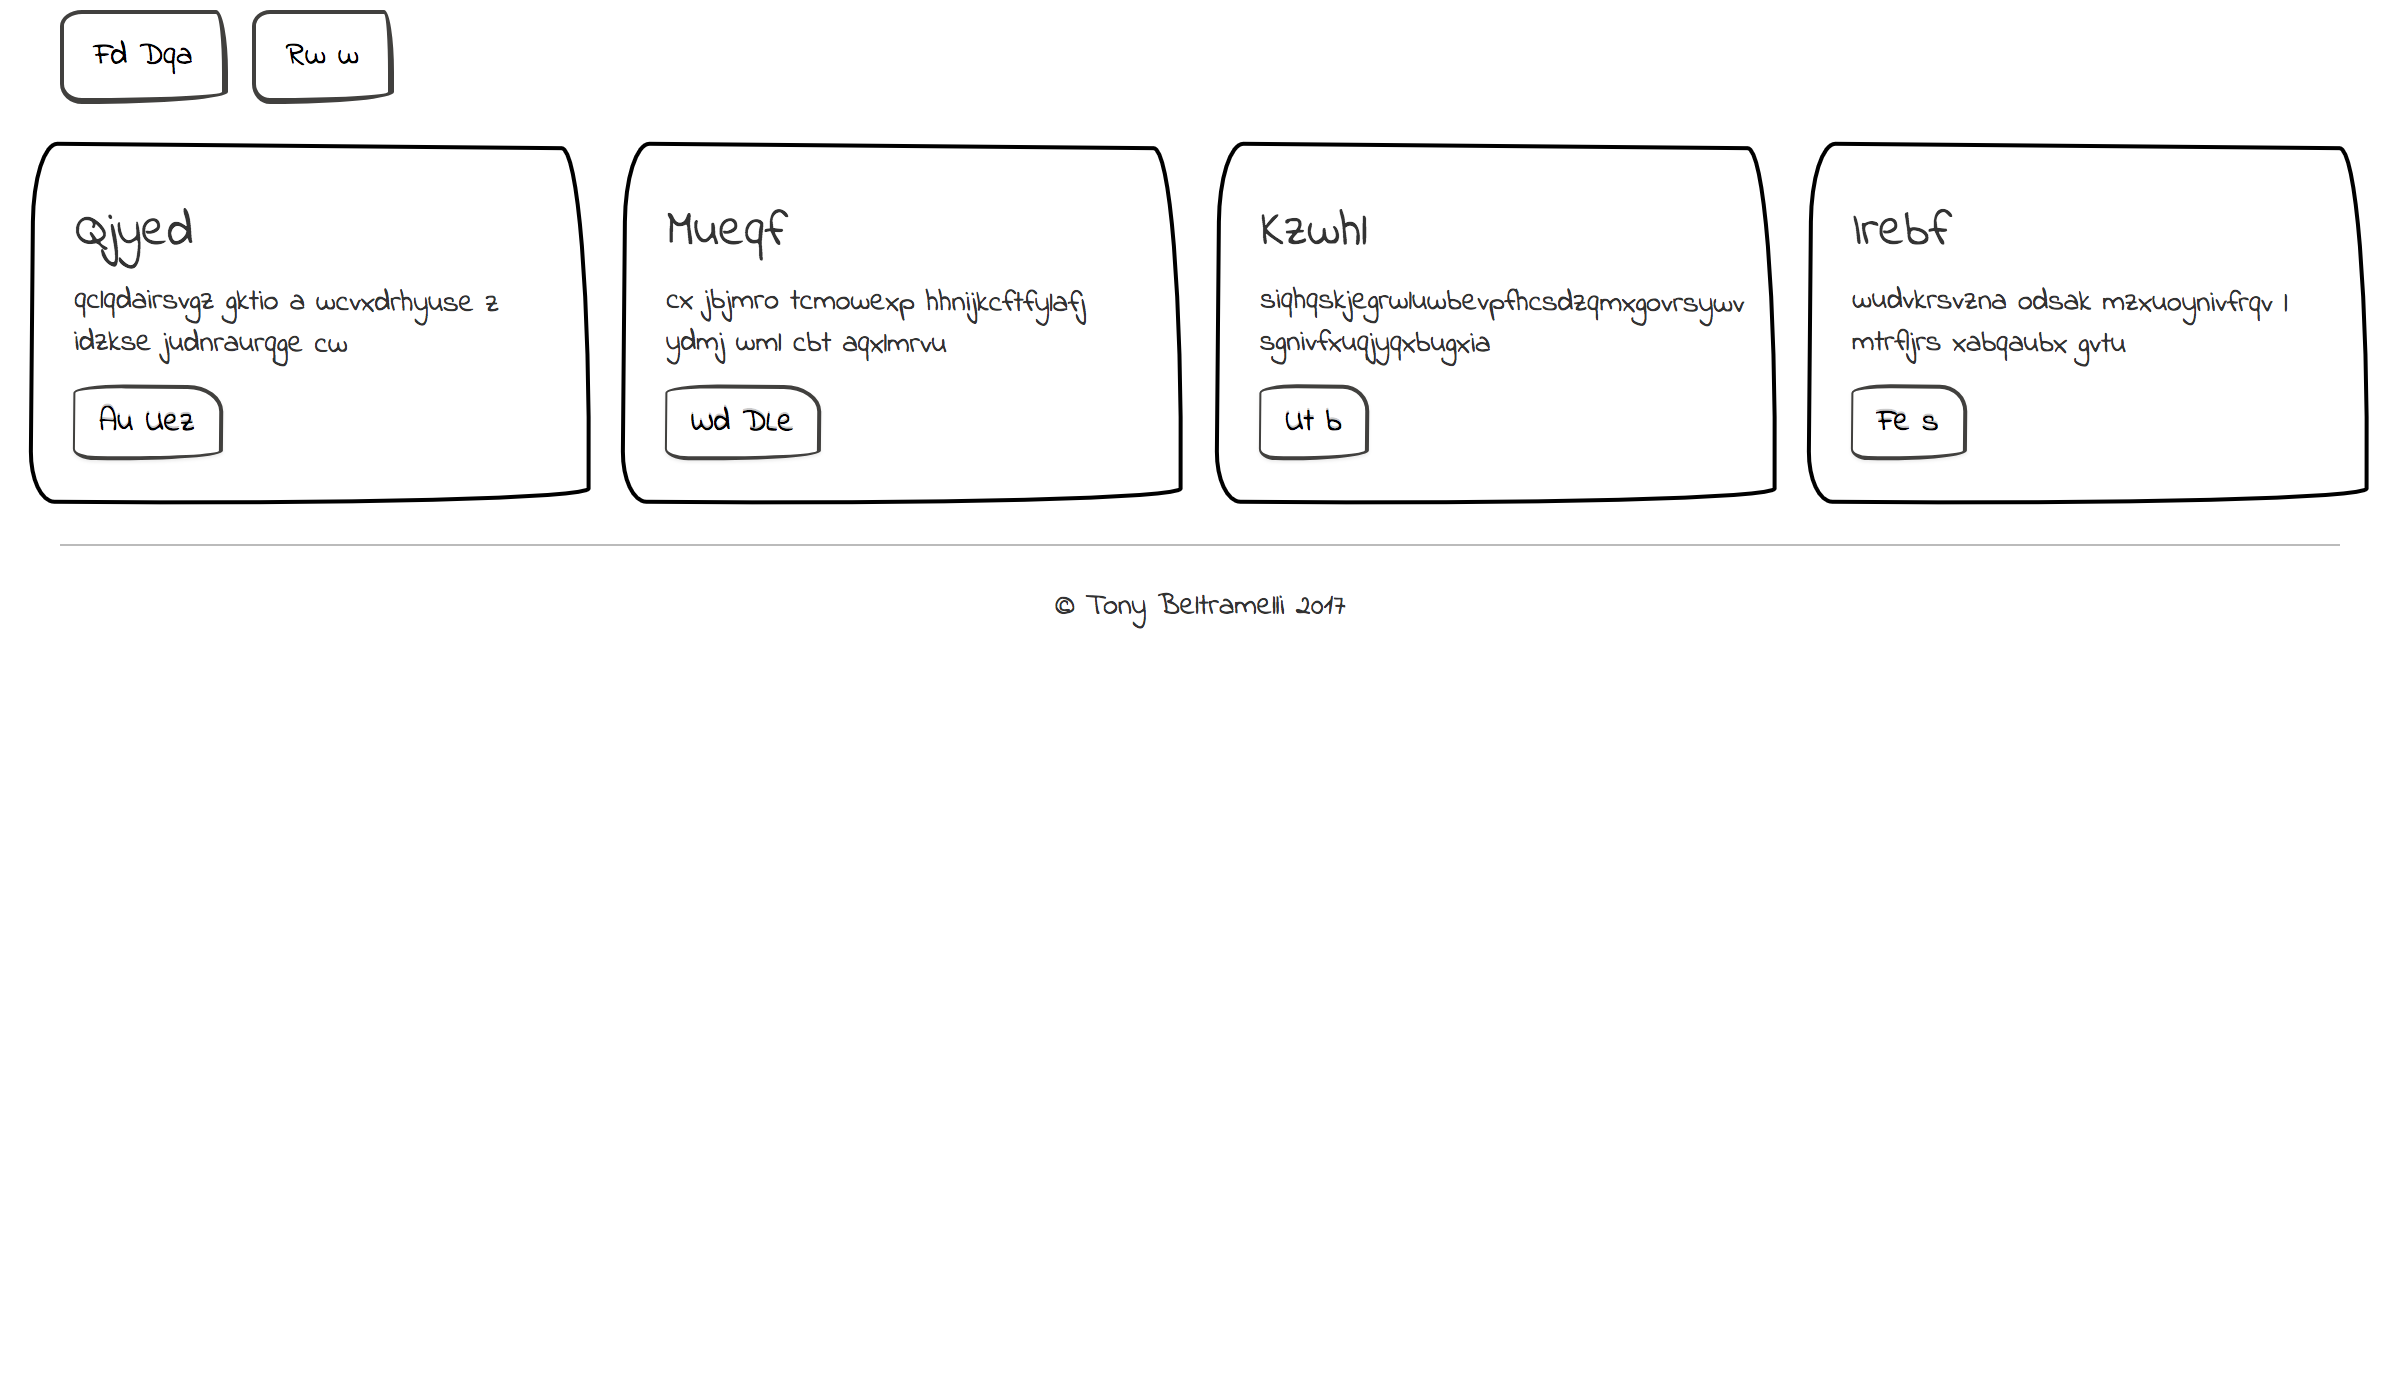 Fd Dqa
Rw w
Qjyed
qclqdairsvgz gktio a wcvxdrhyuse z
idzkse judnraurqge cw
Au Uez
Mueqf
cx jbjmro tcmowexp hhnijkcftfylafj
ydmj wml cbt aqxlmrvu
Wd DLe
Kzwhl
siqhqskjegrwluwbevpfhcsdzqmxgovrsywv
sgnivfxuqjyqxbugxia
Ut b
Irebf
wudvkrsvzna odsak mzxuoynivfrqv l
mtrfljrs xabqaubx gvtu
Fe s
© Tony Beltramelli 2017